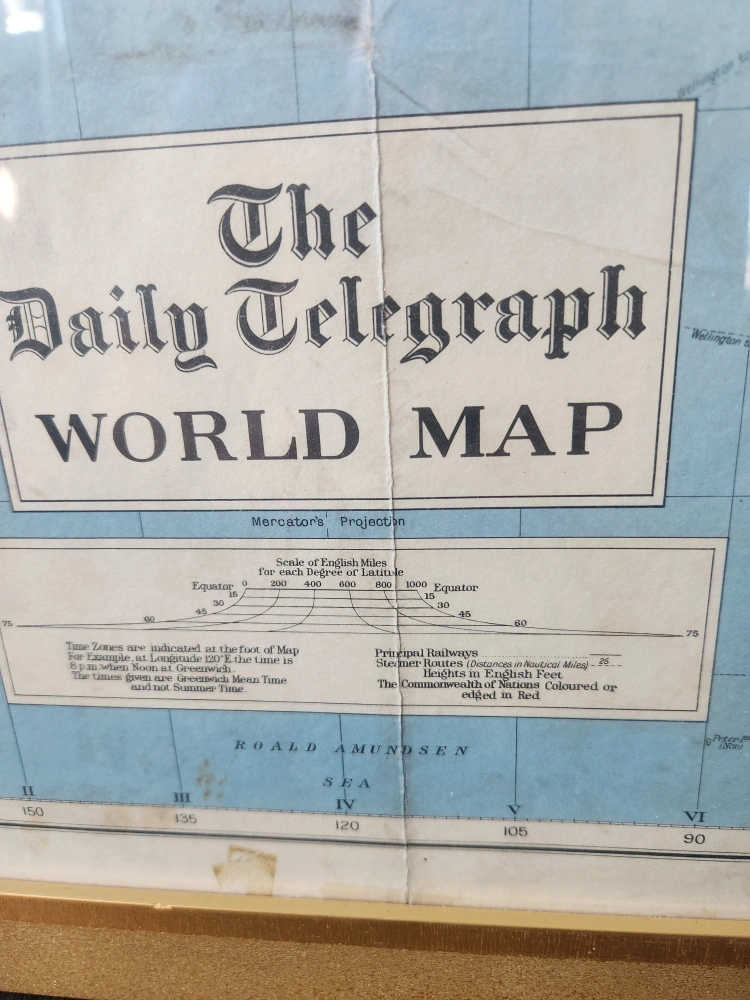 Wellington to
The
Daily Telegraph
WORLD MAP
Wellington
Mercator's Projection
Scale of English Miles
for each Degree of Latitude
Equator 0 200 400 600 800 1000 Equator
15 15
30 30
45 45
60 60
75 75
Time Zones are indicated at the foot of Map
For Example, at Longitude 120°E. the time is
8 p.m. when Noon at Greenwich.
The times given are Greenwich Mean Time
and not Summer Time.
Principal Railways
Steamer Routes (Distances in Nautical Miles) - 25 -
Heights in English Feet
The Commonwealth of Nations Coloured or
edged in Red
ROALD AMUNDSEN
SEA
Peter
(Nor.)
II III IV V VI
150 135 120 105 90